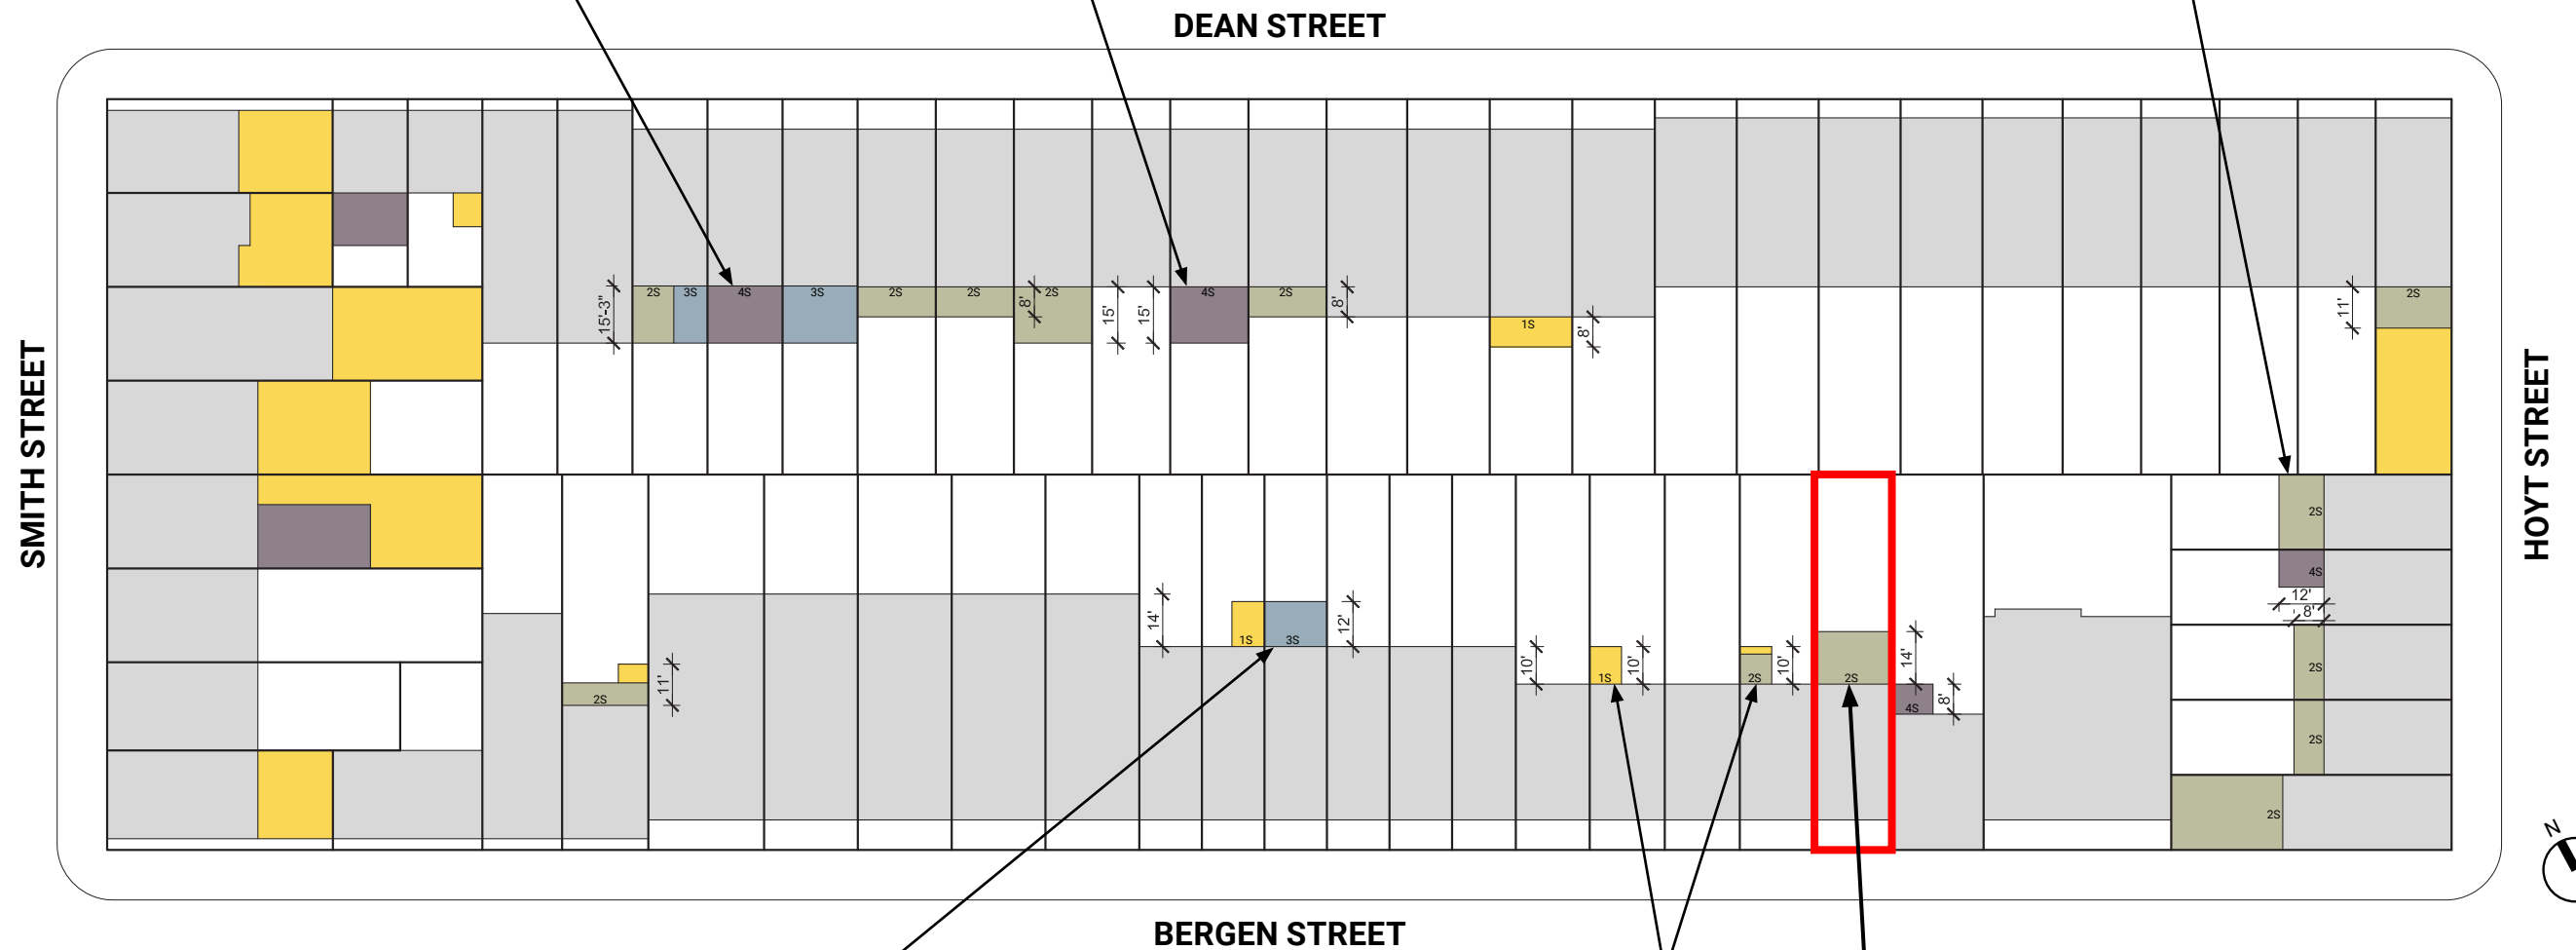 DEAN STREET
SMITH STREET
HOYT STREET
15'-3"
2S
3S
4S
3S
2S
2S
8'
2S
15'
15'
4S
2S
8'
1S
8'
11'
2S
2S
4S
12'
8'
2S
2S
2S
14'
1S
3S
12'
10'
1S
10'
2S
10'
2S
14'
4S
8'
2S
11'
N
BERGEN STREET